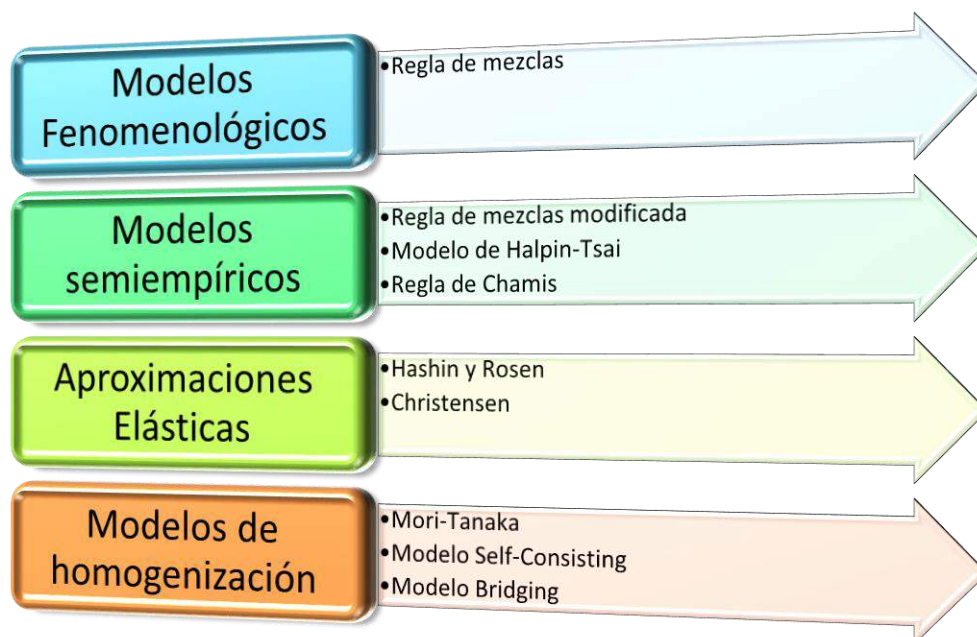 Modelos
Fenomenológicos
•Regla de mezclas
Modelos
semiempíricos
•Regla de mezclas modificada
•Modelo de Halpin-Tsai
•Regla de Chamis
Aproximaciones
Elásticas
•Hashin y Rosen
•Christensen
Modelos de
homogenización
•Mori-Tanaka
•Modelo Self-Consisting
•Modelo Bridging